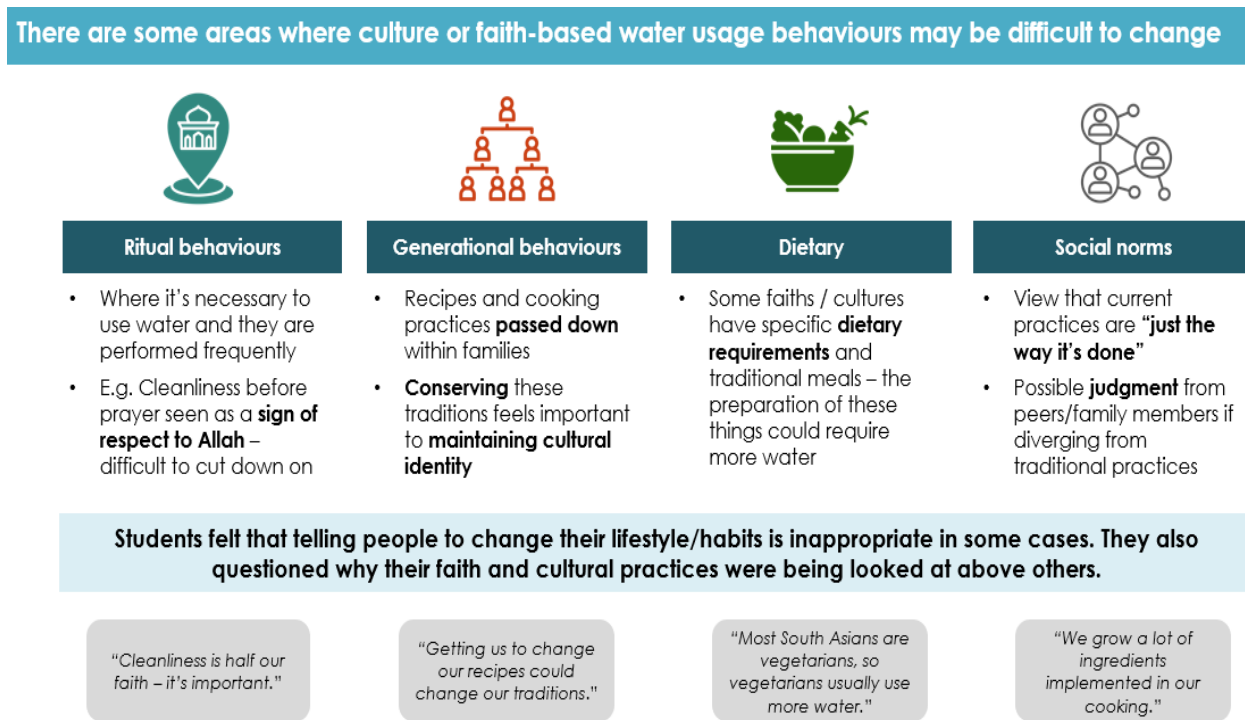 There are some areas where culture or faith-based water usage behaviours may be difficult to change
Ritual behaviours
• Where it's necessary to
use water and they are
performed frequently
• E.g. Cleanliness before
prayer seen as a sign of
respect to Allah –
difficult to cut down on
Generational behaviours
• Recipes and cooking
practices passed down
within families
• Conserving these
traditions feels important
to maintaining cultural
identity
Dietary
• Some faiths / cultures
have specific dietary
requirements and
traditional meals – the
preparation of these
things could require
more water
Social norms
• View that current
practices are "just the
way it's done"
• Possible judgment from
peers/family members if
diverging from
traditional practices
Students felt that telling people to change their lifestyle/habits is inappropriate in some cases. They also
questioned why their faith and cultural practices were being looked at above others.
"Cleanliness is half our
faith – it's important."
"Getting us to change
our recipes could
change our traditions."
"Most South Asians are
vegetarians, so
vegetarians usually use
more water."
"We grow a lot of
ingredients
implemented in our
cooking."